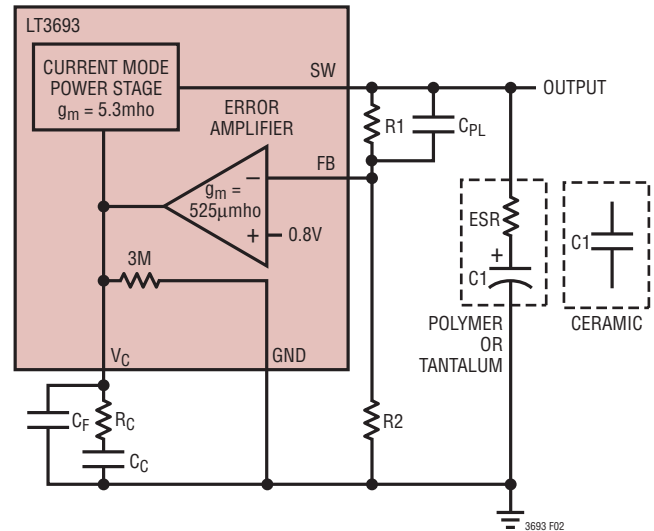 LT3693
CURRENT MODE
POWER STAGE
gm = 5.3mho
SW
OUTPUT
ERROR
AMPLIFIER
R1
CPL
FB
gm =
525μmho
−
+
0.8V
3M
ESR
+
C1
C1
POLYMER
OR
TANTALUM
CERAMIC
VC
GND
CF
RC
CC
R2
3693 F02